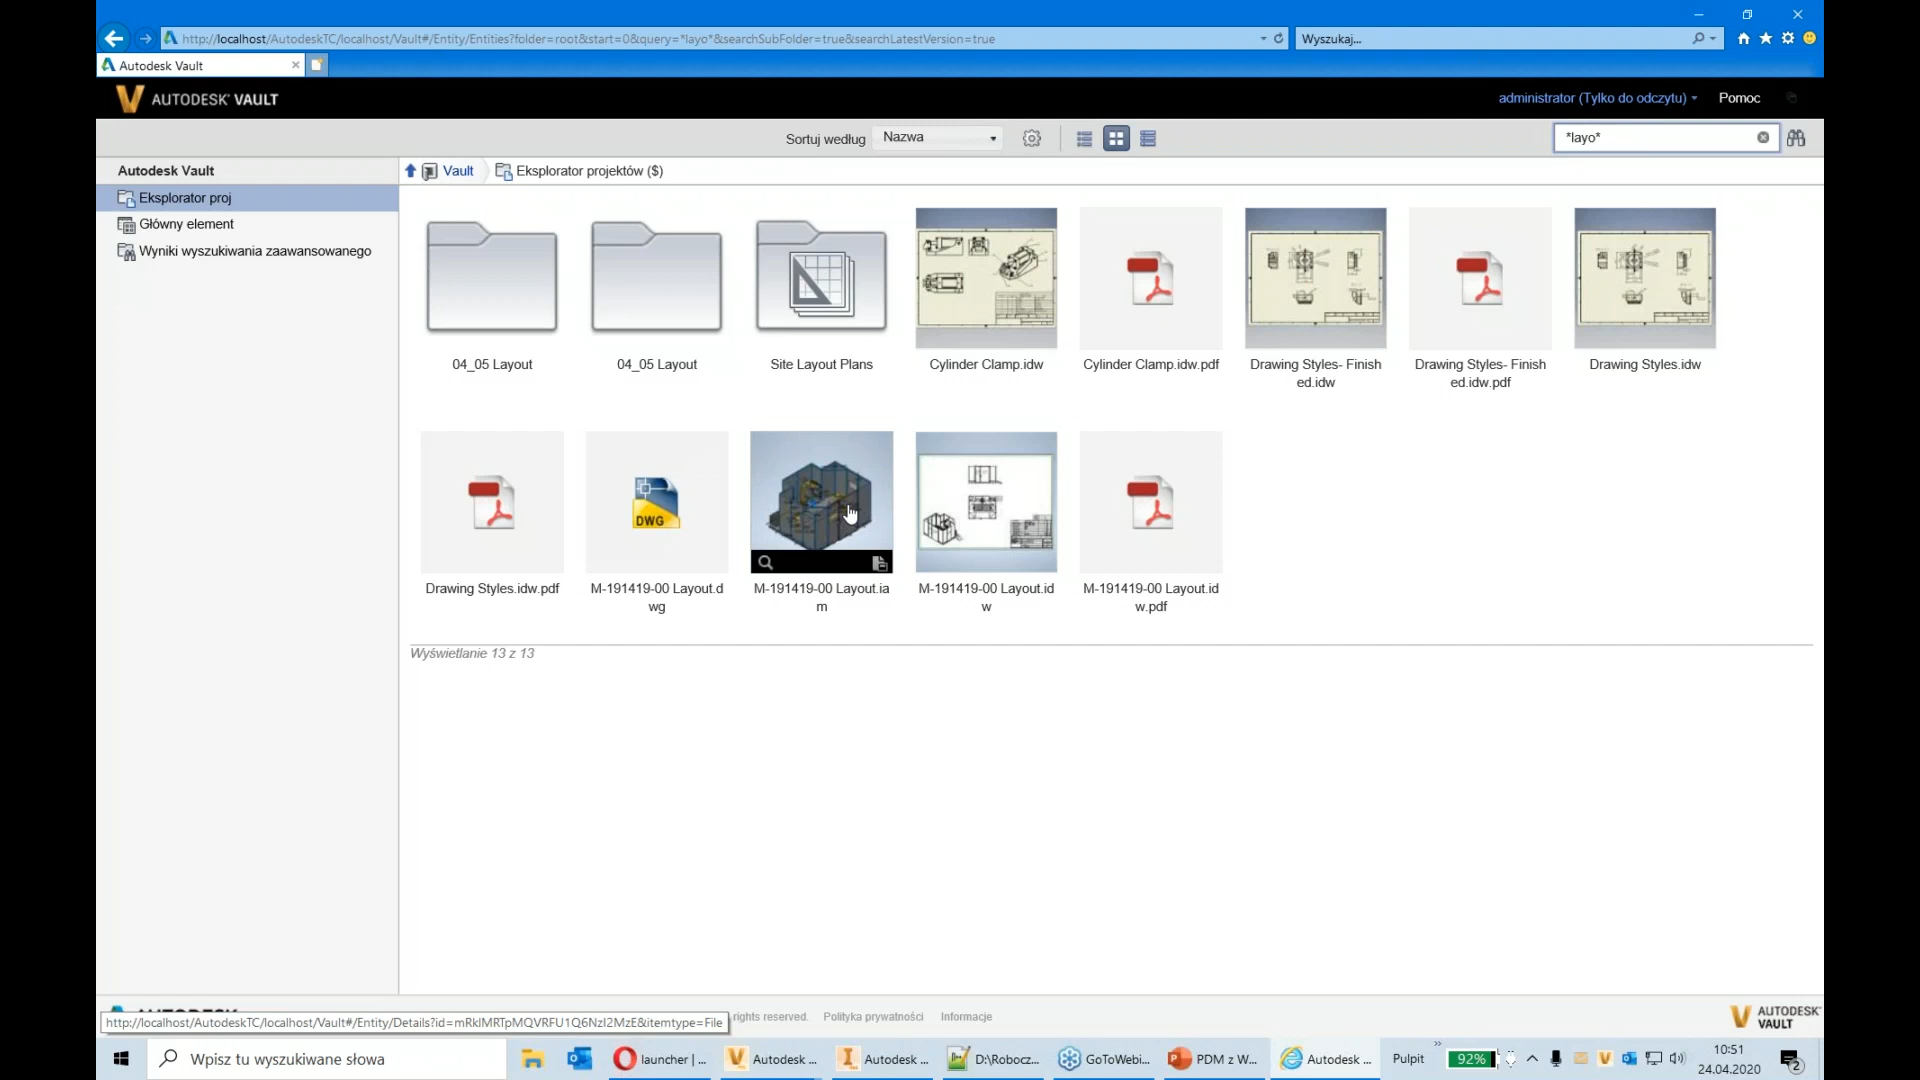 http://localhost/AutodeskTC/localhost/Vault#/Entity/Entities?folder=root&start=0&query=*layo*&searchSubFolder=true&searchLatestVersion=true
Wyszukaj...
Autodesk Vault
AUTODESK® VAULT
administrator (Tylko do odczytu)
Pomoc
Sortuj według
Nazwa
*layo*
Autodesk Vault
Vault
Eksplorator projektów ($)
Eksplorator proj
Główny element
Wyniki wyszukiwania zaawansowanego
04_05 Layout
04_05 Layout
Site Layout Plans
Cylinder Clamp.idw
Cylinder Clamp.idw.pdf
Drawing Styles- Finish
ed.idw
Drawing Styles- Finish
ed.idw.pdf
Drawing Styles.idw
DWG
Drawing Styles.idw.pdf
M-191419-00 Layout.d
wg
M-191419-00 Layout.ia
m
M-191419-00 Layout.id
w
M-191419-00 Layout.id
w.pdf
Wyświetlanie 13 z 13
rights reserved.
Polityka prywatności
Informacje
AUTODESK
VAULT
http://localhost/AutodeskTC/localhost/Vault#/Entity/Details?id=mRklMRTpMQVRFU1Q6NzI2MzE&itemtype=File
Wpisz tu wyszukiwane słowa
launcher | ...
Autodesk ...
Autodesk ...
D:\Robocz...
GoToWebi...
PDM z W...
Autodesk ...
Pulpit
92%
10:51
24.04.2020
2